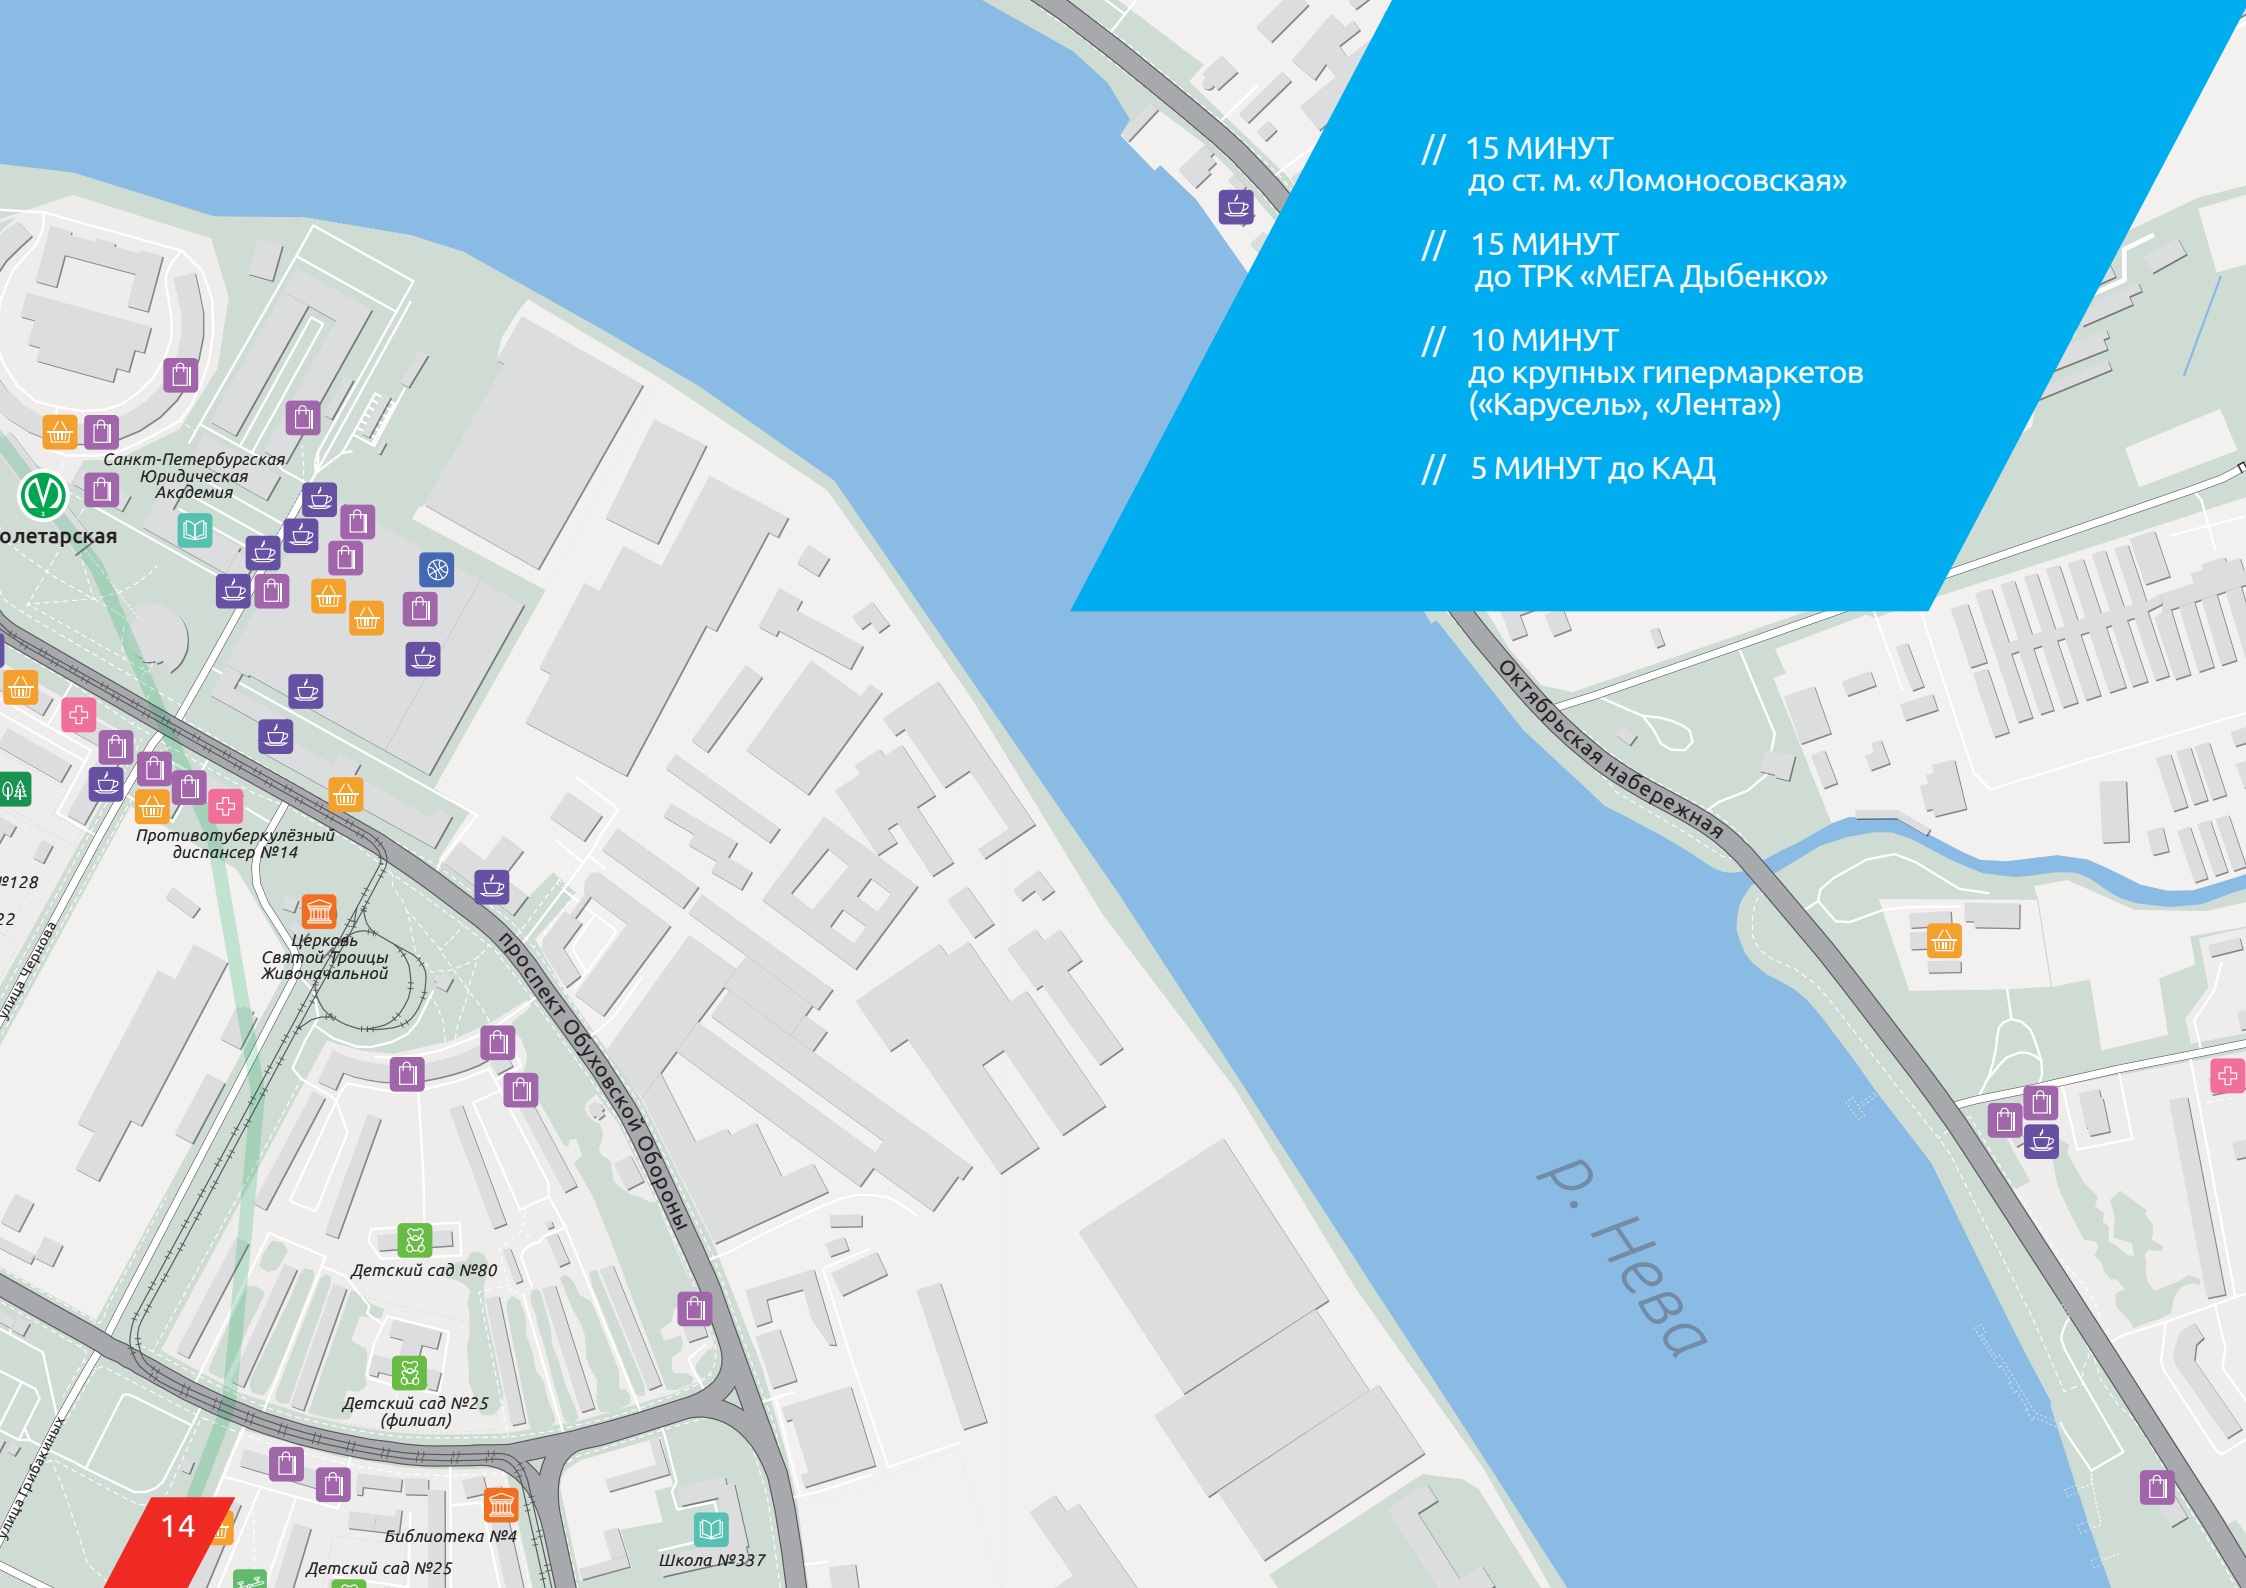 // 15 МИНУТ
до ст. м. «Ломоносовская»
// 15 МИНУТ
до ТРК «МЕГА Дыбенко»
// 10 МИНУТ
до крупных гипермаркетов
(«Карусель», «Лента»)
// 5 МИНУТ до КАД
Санкт-Петербургская
Юридическая
Академия
олетарская
Противотуберкулёзный
диспансер №14
№128
22
улица Чернова
Церковь
Святой Троицы
Живоначальной
проспект Обуховской Обороны
Октябрьская набережная
р. Нева
Детский сад №80
Детский сад №25
(филиал)
улица Грибакиных
14
Библиотека №4
Детский сад №25
Школа №337